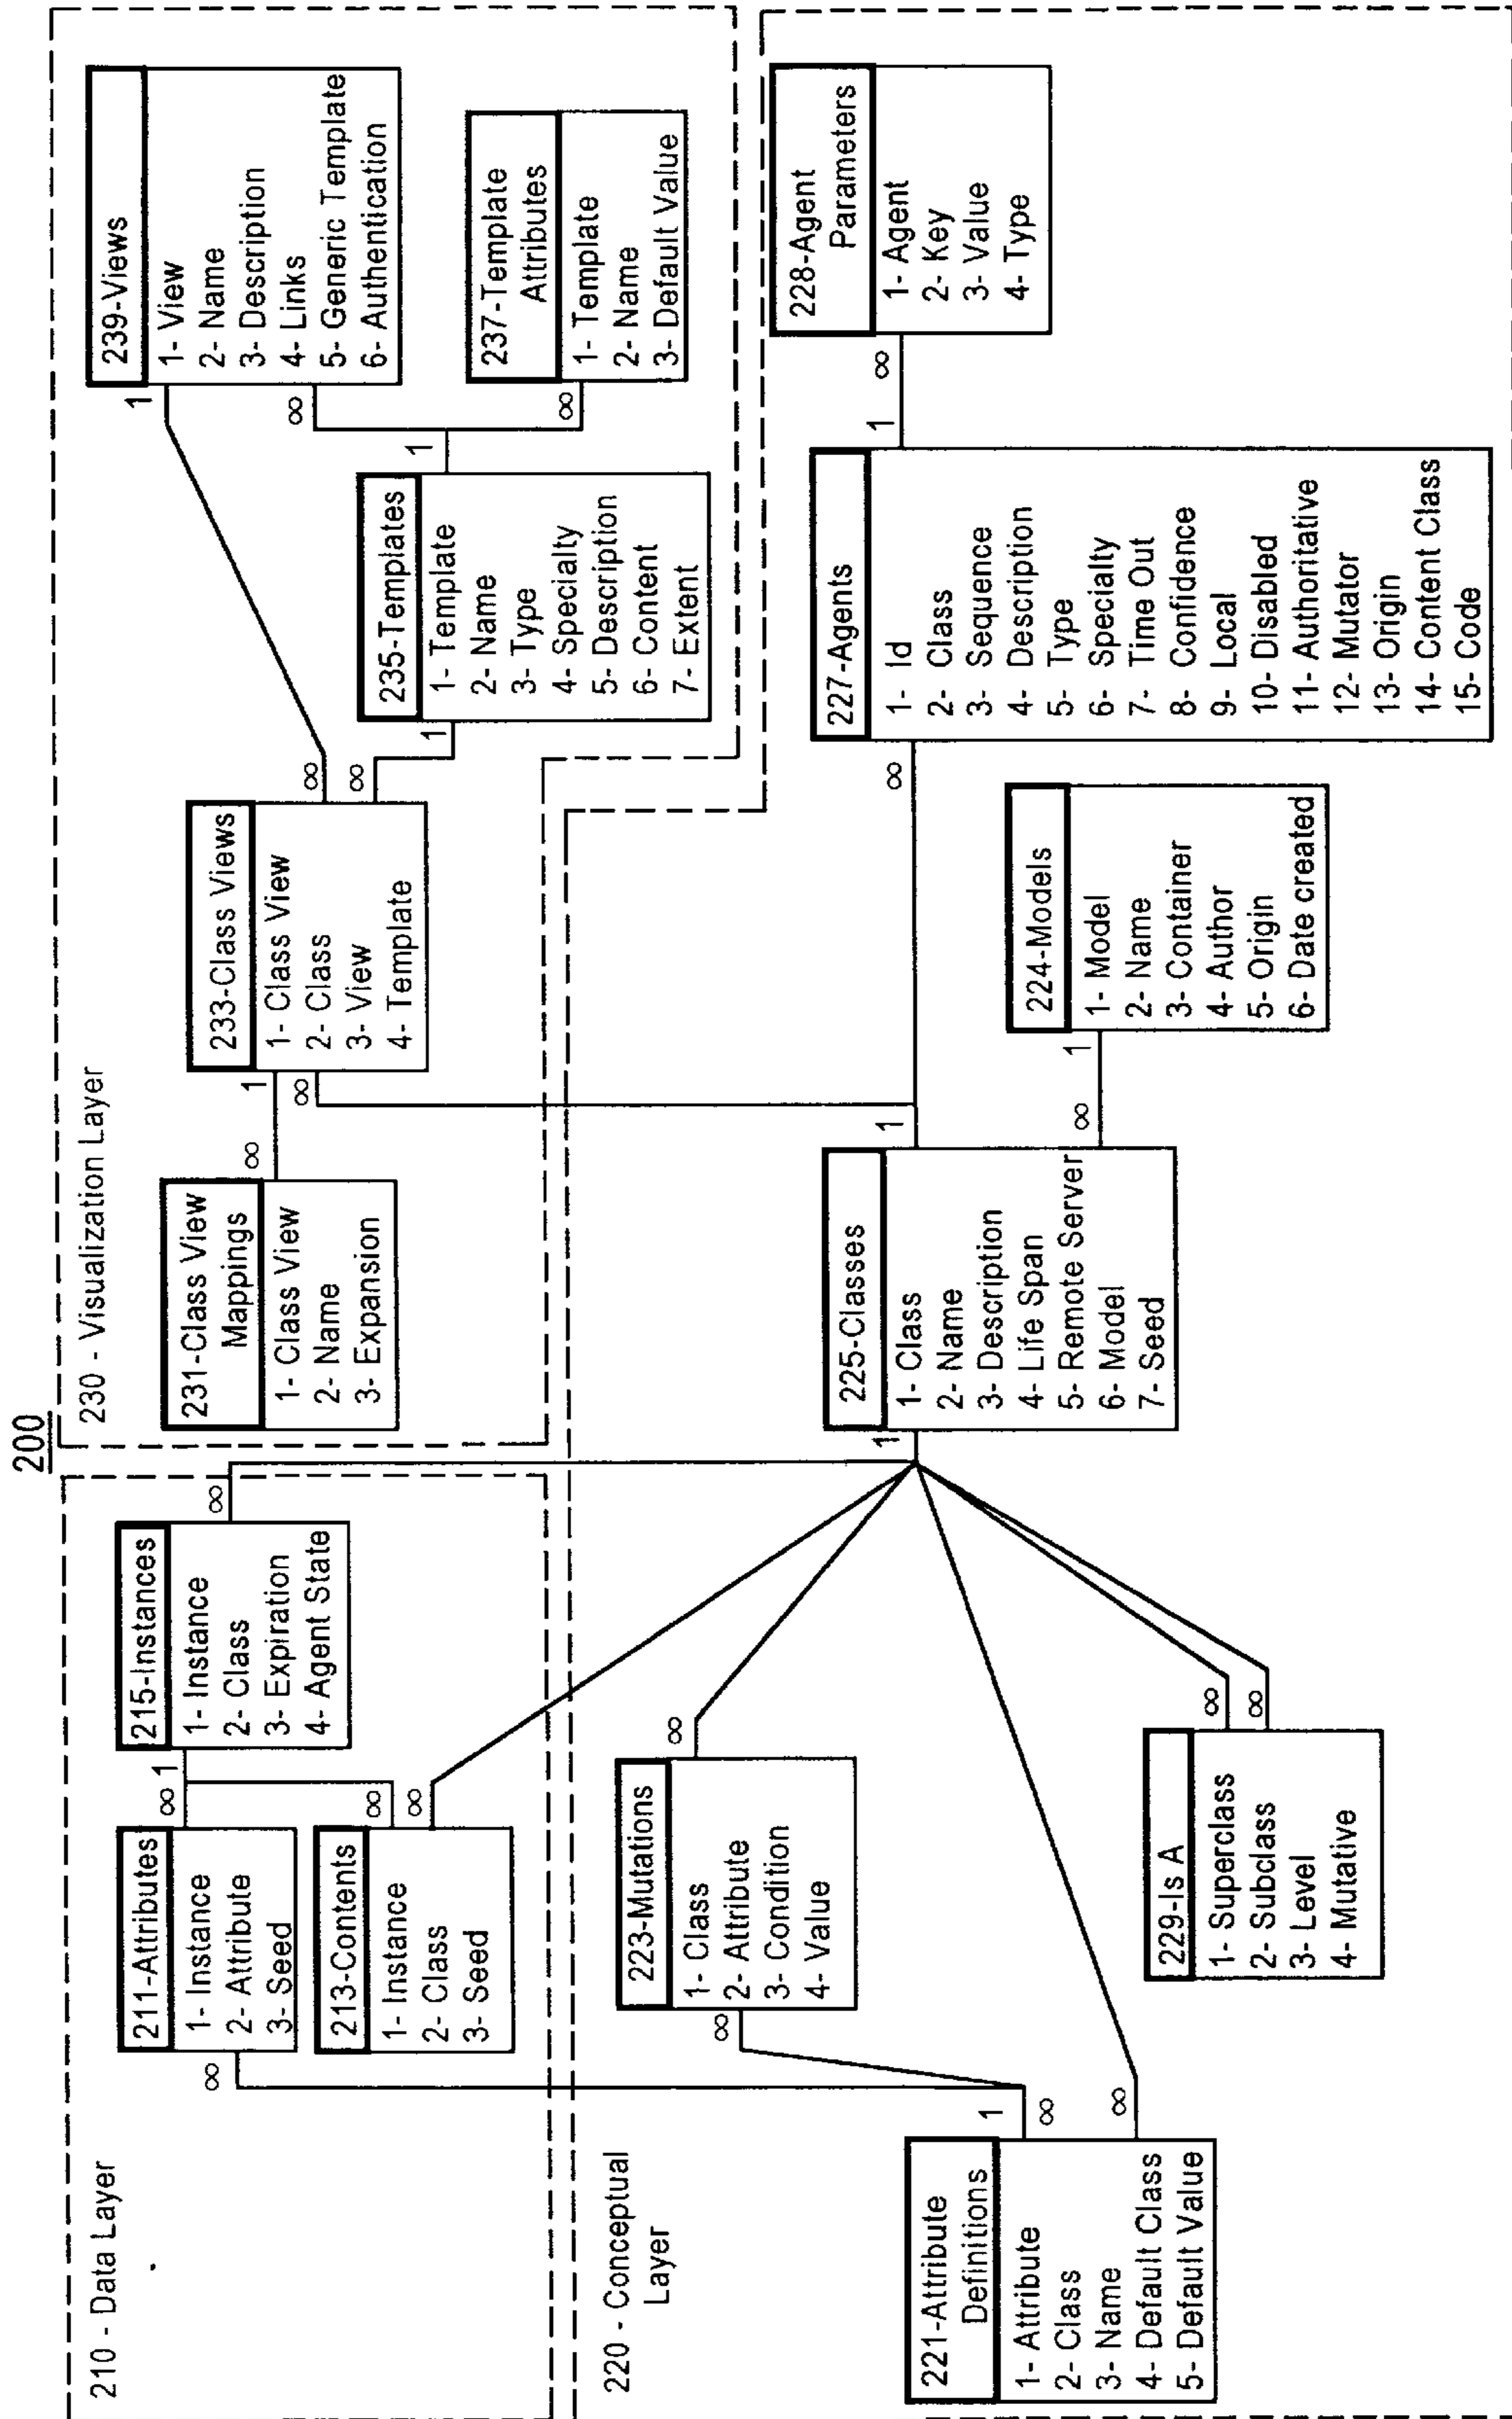 200
210 - Data Layer
211-Attributes
1- Instance
2- Attribute
3- Seed
213-Contents
1- Instance
2- Class
3- Seed
215-Instances
1- Instance
2- Class
3- Expiration
4- Agent State
∞
∞
1
∞
∞
∞
230 - Visualization Layer
231-Class View
Mappings
1- Class View
2- Name
3- Expansion
∞
1
∞
233-Class Views
1- Class View
2- Class
3- View
4- Template
∞
∞
1
235-Templates
1- Template
2- Name
3- Type
4- Specialty
5- Description
6- Content
7- Extent
1
1
∞
∞
239-Views
1- View
2- Name
3- Description
4- Links
5- Generic Template
6- Authentication
237-Template
Attributes
1- Template
2- Name
3- Default Value
220 - Conceptual
Layer
221-Attribute
Definitions
1- Attribute
2- Class
3- Name
4- Default Class
5- Default Value
1
∞
∞
223-Mutations
1- Class
2- Attribute
3- Condition
4- Value
∞
∞
229-Is A
1- Superclass
2- Subclass
3- Level
4- Mutative
∞
∞
1
225-Classes
1- Class
2- Name
3- Description
4- Life Span
5- Remote Server
6- Model
7- Seed
1
∞
1
224-Models
1- Model
2- Name
3- Container
4- Author
5- Origin
6- Date created
∞
227-Agents
1- Id
2- Class
3- Sequence
4- Description
5- Type
6- Specialty
7- Time Out
8- Confidence
9- Local
10- Disabled
11- Authoritative
12- Mutator
13- Origin
14- Content Class
15- Code
1
∞
228-Agent
Parameters
1- Agent
2- Key
3- Value
4- Type